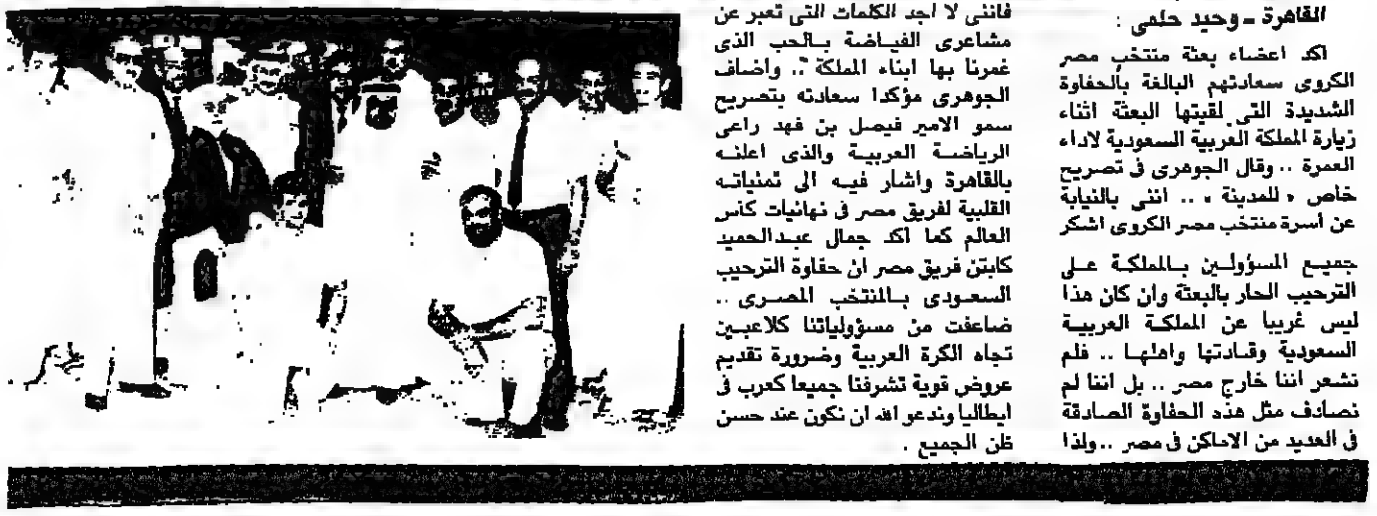 القاهرة ـ وحيد حلمى :
اكد اعضاء بعثة منتخب مصر
الكروى سعادتهم البالغة بالحفاوة
الشديدة التى لقيتها البعثة اثناء
زيارة المملكة العربية السعودية لاداء
العمرة .. وقال الجوهرى فى تصريح
خاص « للمدينة » .. اننى بالنيابة
عن أسرة منتخب مصر الكروى اشكر
جميع المسؤولين بالمملكة على
الترحيب الحار بالبعثة وان كان هذا
ليس غريبا عن المملكة العربية
السعودية وقيادتها واهلها .. فلم
نشعر اننا خارج مصر .. بل اننا لم
نصادف مثل هذه الحفاوة الصادقة
فى العديد من الاماكن فى مصر .. ولذا
فاننى لا اجد الكلمات التى تعبر عن
مشاعرى الفياضة بالحب الذى
غمرنا بها ابناء المملكة .. واضاف
الجوهرى مؤكدا سعادته بتصريح
سمو الامير فيصل بن فهد راعى
الرياضة العربية والذى اعلنه
بالقاهرة واشار فيه الى تمنياته
القلبية لفريق مصر فى نهائيات كاس
العالم كما اكد جمال عبدالحميد
كابتن فريق مصر ان حفاوة الترحيب
السعودى بالمنتخب المصرى ..
ضاعفت من مسؤولياتنا كلاعبين
تجاه الكرة العربية وضرورة تقديم
عروض قوية تشرفنا جميعا كعرب فى
ايطاليا وندعو الله ان نكون عند حسن
ظن الجميع .